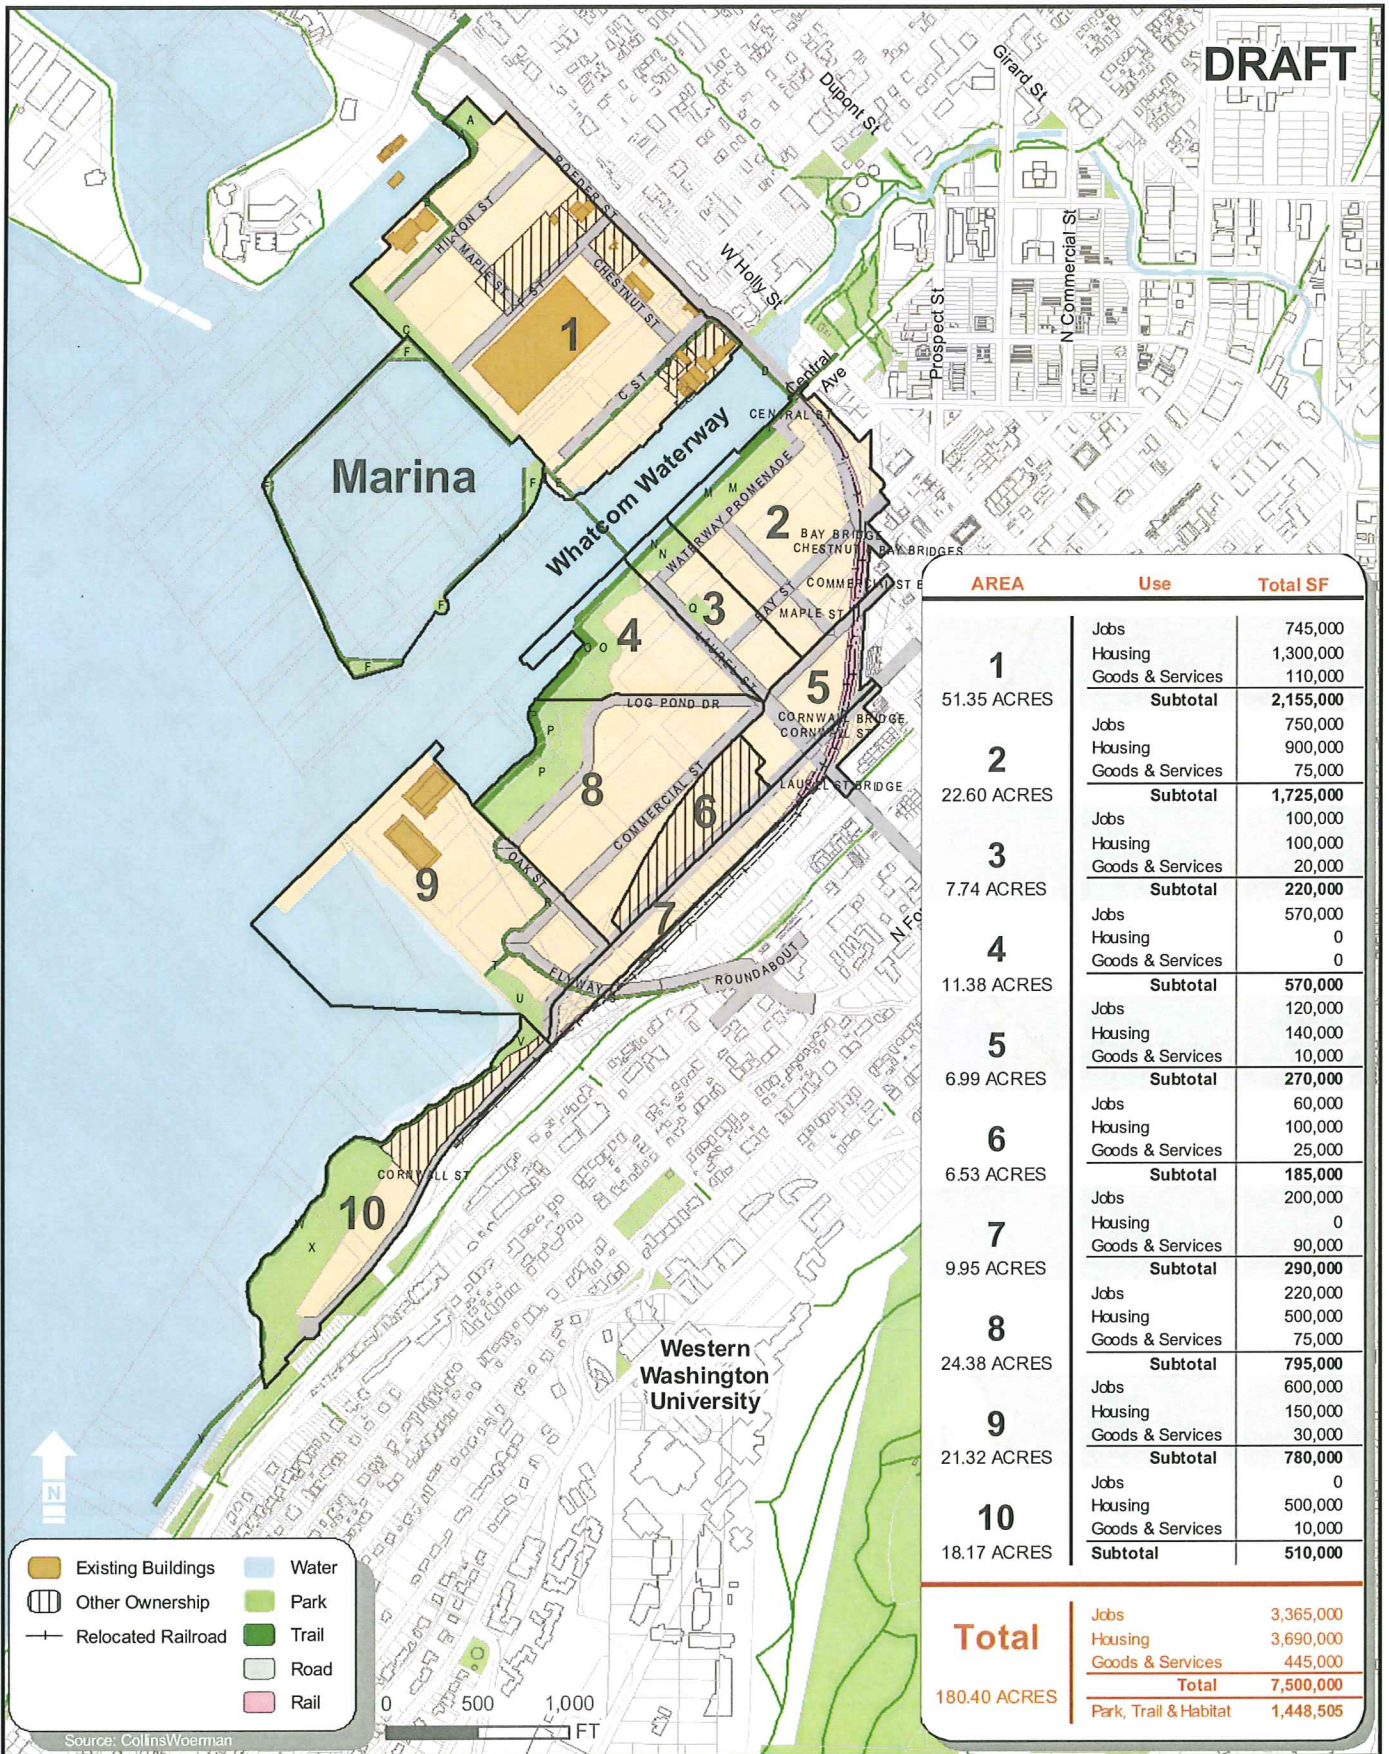 DRAFT
Girard St
Dupont St
W Holly St
N Commercial St
Prospect St
Central Ave
A
ROEDER ST
HILTON ST
MAPLE ST
CHESTNUT ST
1
C ST
C
F
D
CENTRAL ST
Marina
Whatcom Waterway
F
E
M M
WATERWAY PROMENADE
2
BAY BRIDGE
CHESTNUT & BAY BRIDGES
N
N
COMMERCIAL ST B
BAY ST
MAPLE ST
Q
3
F
4
O
LAUREL ST
5
F
LOG POND DR
CORNWALL BRIDGE
CORNWALL ST
P
P
8
COMMERCIAL ST
6
LAUREL ST BRIDGE
OAK ST
9
R
7
N Fo
T
FLYWAY
ROUNDABOUT
U
V
CORNWALL ST
10
X
Western
Washington
University
N
AREA Use Total SF
1
51.35 ACRES
Jobs 745,000
Housing 1,300,000
Goods & Services 110,000
Subtotal 2,155,000
2
22.60 ACRES
Jobs 750,000
Housing 900,000
Goods & Services 75,000
Subtotal 1,725,000
3
7.74 ACRES
Jobs 100,000
Housing 100,000
Goods & Services 20,000
Subtotal 220,000
4
11.38 ACRES
Jobs 570,000
Housing 0
Goods & Services 0
Subtotal 570,000
5
6.99 ACRES
Jobs 120,000
Housing 140,000
Goods & Services 10,000
Subtotal 270,000
6
6.53 ACRES
Jobs 60,000
Housing 100,000
Goods & Services 25,000
Subtotal 185,000
7
9.95 ACRES
Jobs 200,000
Housing 0
Goods & Services 90,000
Subtotal 290,000
8
24.38 ACRES
Jobs 220,000
Housing 500,000
Goods & Services 75,000
Subtotal 795,000
9
21.32 ACRES
Jobs 600,000
Housing 150,000
Goods & Services 30,000
Subtotal 780,000
10
18.17 ACRES
Jobs 0
Housing 500,000
Goods & Services 10,000
Subtotal 510,000
Total
180.40 ACRES
Jobs 3,365,000
Housing 3,690,000
Goods & Services 445,000
Total 7,500,000
Park, Trail & Habitat 1,448,505
Existing Buildings
Other Ownership
Relocated Railroad
Water
Park
Trail
Road
Rail
0 500 1,000
FT
Source: CollinsWoerman